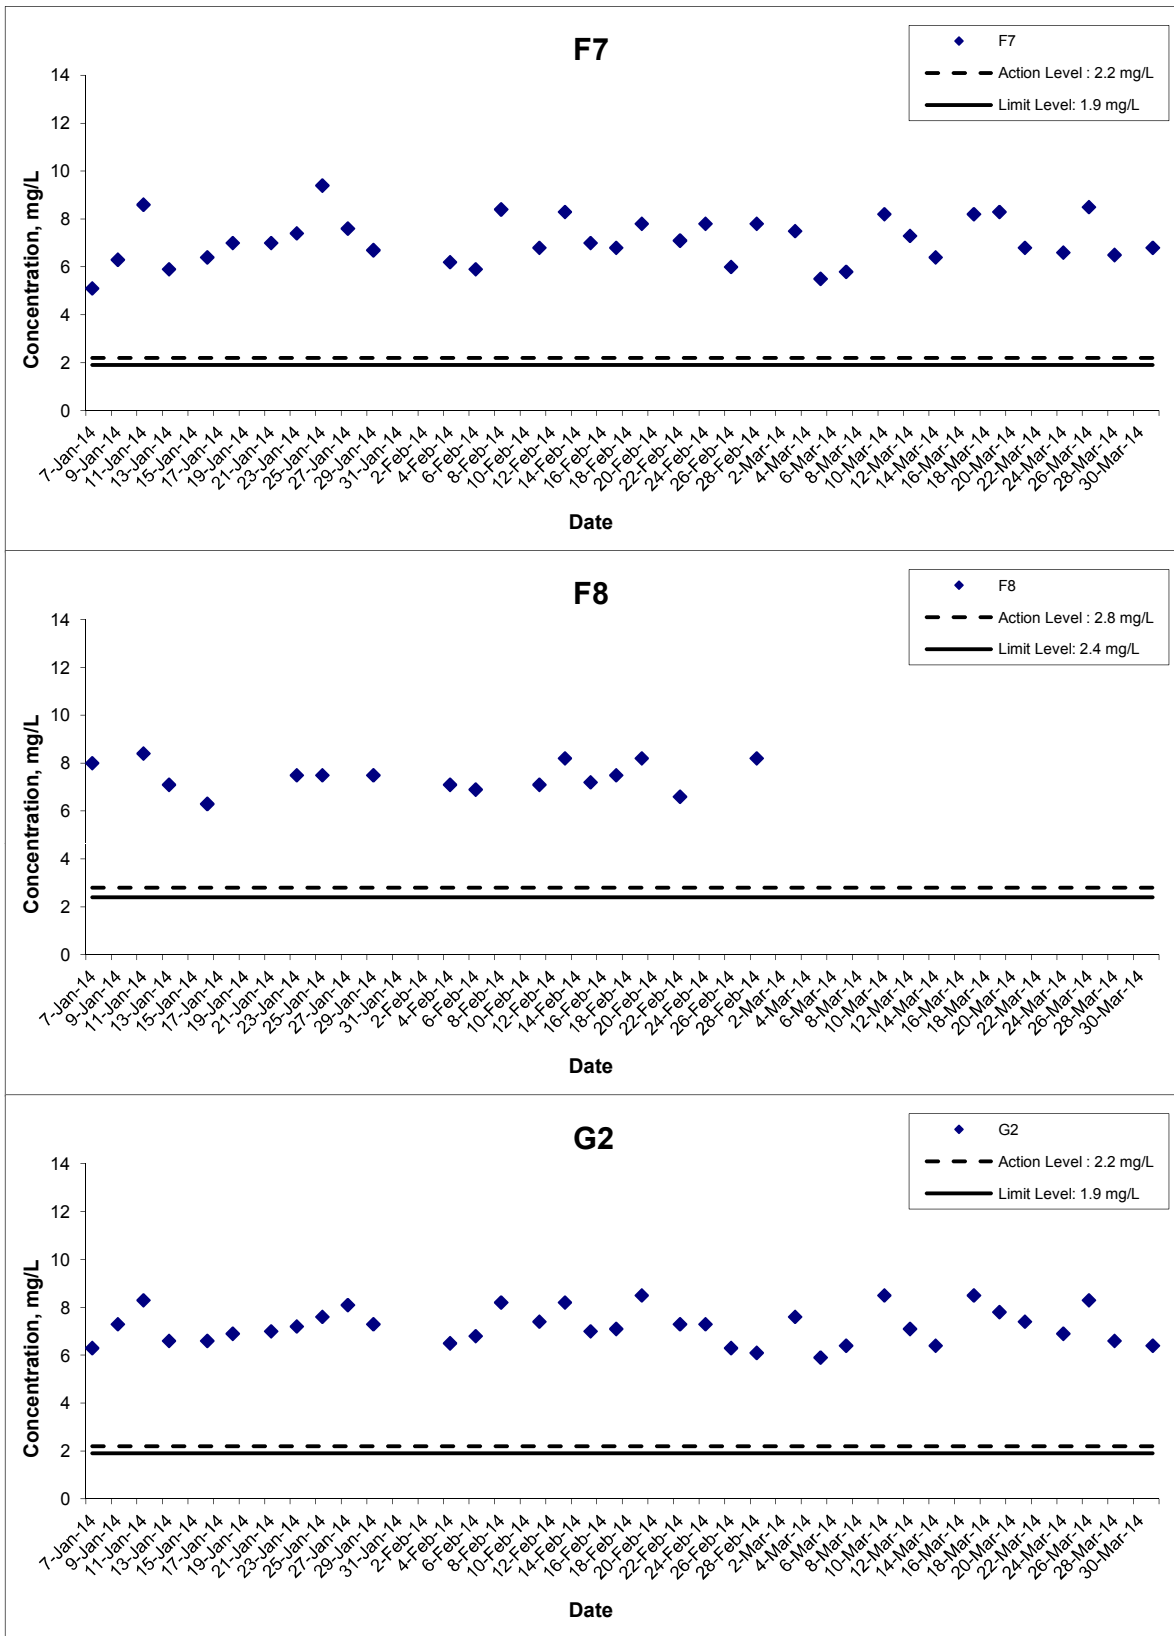 F7
F7
Action Level : 2.2 mg/L
Limit Level: 1.9 mg/L
Concentration, mg/L
14
12
10
8
6
4
2
0
7-Jan-14
9-Jan-14
11-Jan-14
13-Jan-14
15-Jan-14
17-Jan-14
19-Jan-14
21-Jan-14
23-Jan-14
25-Jan-14
27-Jan-14
29-Jan-14
31-Jan-14
2-Feb-14
4-Feb-14
6-Feb-14
8-Feb-14
10-Feb-14
12-Feb-14
14-Feb-14
16-Feb-14
18-Feb-14
20-Feb-14
22-Feb-14
24-Feb-14
26-Feb-14
28-Feb-14
2-Mar-14
4-Mar-14
6-Mar-14
8-Mar-14
10-Mar-14
12-Mar-14
14-Mar-14
16-Mar-14
18-Mar-14
20-Mar-14
22-Mar-14
24-Mar-14
26-Mar-14
28-Mar-14
30-Mar-14
Date
F8
F8
Action Level : 2.8 mg/L
Limit Level: 2.4 mg/L
Concentration, mg/L
14
12
10
8
6
4
2
0
7-Jan-14
9-Jan-14
11-Jan-14
13-Jan-14
15-Jan-14
17-Jan-14
19-Jan-14
21-Jan-14
23-Jan-14
25-Jan-14
27-Jan-14
29-Jan-14
31-Jan-14
2-Feb-14
4-Feb-14
6-Feb-14
8-Feb-14
10-Feb-14
12-Feb-14
14-Feb-14
16-Feb-14
18-Feb-14
20-Feb-14
22-Feb-14
24-Feb-14
26-Feb-14
28-Feb-14
2-Mar-14
4-Mar-14
6-Mar-14
8-Mar-14
10-Mar-14
12-Mar-14
14-Mar-14
16-Mar-14
18-Mar-14
20-Mar-14
22-Mar-14
24-Mar-14
26-Mar-14
28-Mar-14
30-Mar-14
Date
G2
G2
Action Level : 2.2 mg/L
Limit Level: 1.9 mg/L
Concentration, mg/L
14
12
10
8
6
4
2
0
7-Jan-14
9-Jan-14
11-Jan-14
13-Jan-14
15-Jan-14
17-Jan-14
19-Jan-14
21-Jan-14
23-Jan-14
25-Jan-14
27-Jan-14
29-Jan-14
31-Jan-14
2-Feb-14
4-Feb-14
6-Feb-14
8-Feb-14
10-Feb-14
12-Feb-14
14-Feb-14
16-Feb-14
18-Feb-14
20-Feb-14
22-Feb-14
24-Feb-14
26-Feb-14
28-Feb-14
2-Mar-14
4-Mar-14
6-Mar-14
8-Mar-14
10-Mar-14
12-Mar-14
14-Mar-14
16-Mar-14
18-Mar-14
20-Mar-14
22-Mar-14
24-Mar-14
26-Mar-14
28-Mar-14
30-Mar-14
Date